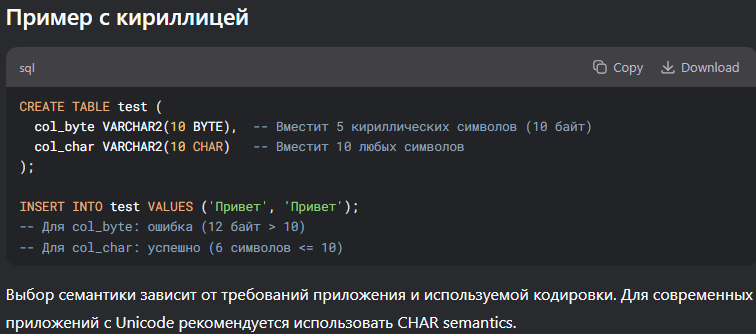 Пример с кириллицей
sql Copy Download
CREATE TABLE test (
  col_byte VARCHAR2(10 BYTE),  -- Вместит 5 кириллических символов (10 байт)
  col_char VARCHAR2(10 CHAR)   -- Вместит 10 любых символов
);

INSERT INTO test VALUES ('Привет', 'Привет');
-- Для col_byte: ошибка (12 байт > 10)
-- Для col_char: успешно (6 символов <= 10)
Выбор семантики зависит от требований приложения и используемой кодировки. Для современных
приложений с Unicode рекомендуется использовать CHAR semantics.